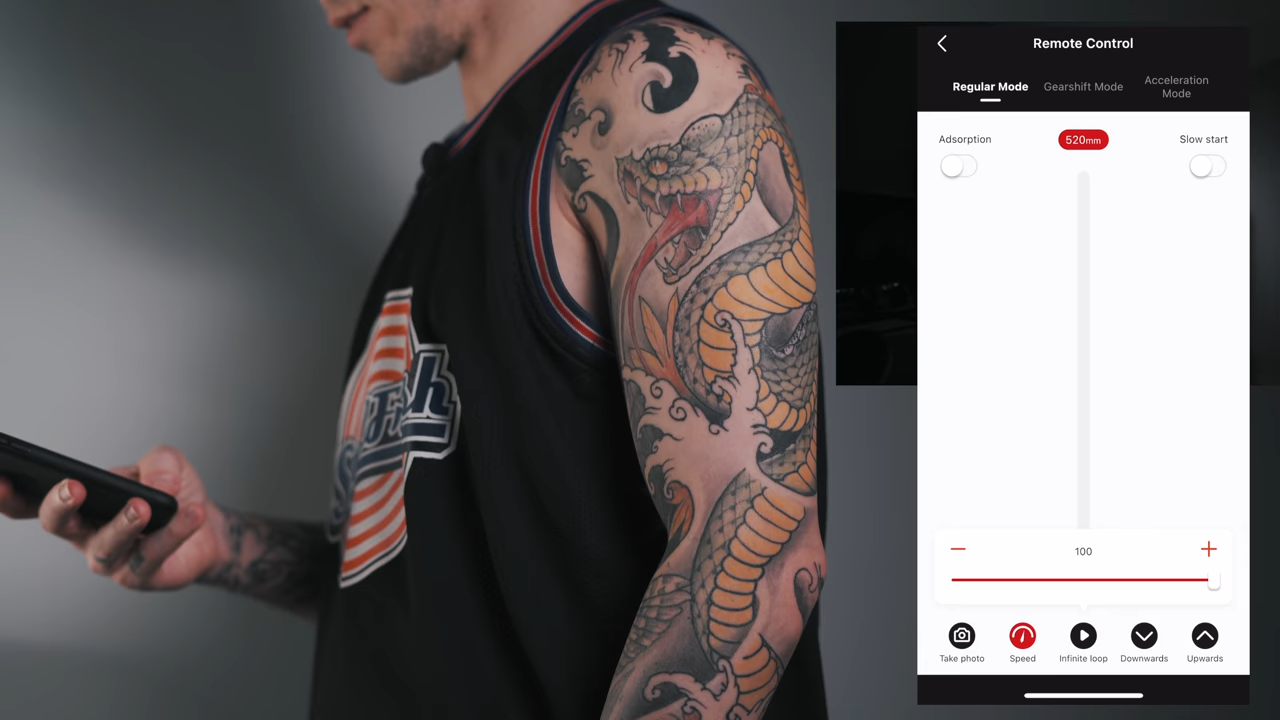 Remote Control
Regular Mode
Gearshift Mode
Acceleration
Mode
Adsorption
520mm
Slow start
100
Take photo
Speed
Infinite loop
Downwards
Upwards